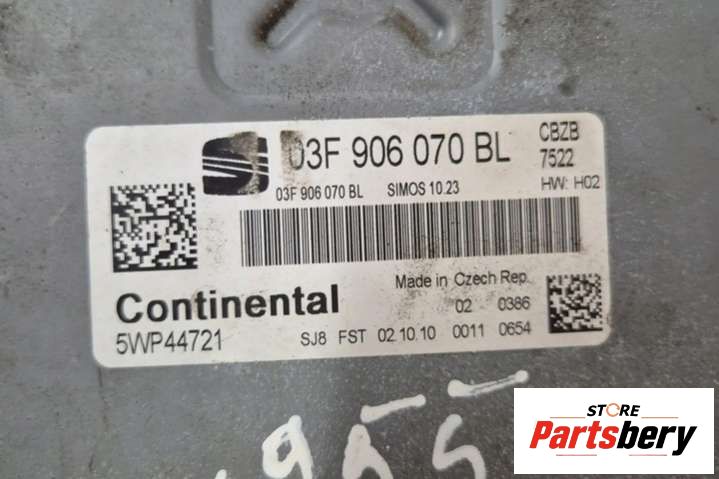 03F 906 070 BL
CBZB
7522
03F 906 070 BL SIMOS 10.23
HW: H02
Made in Czech Rep.
Continental
02 0386
5WP44721
SJ8 FST 02.10.10 0011 0654
955
STORE
Partsbery